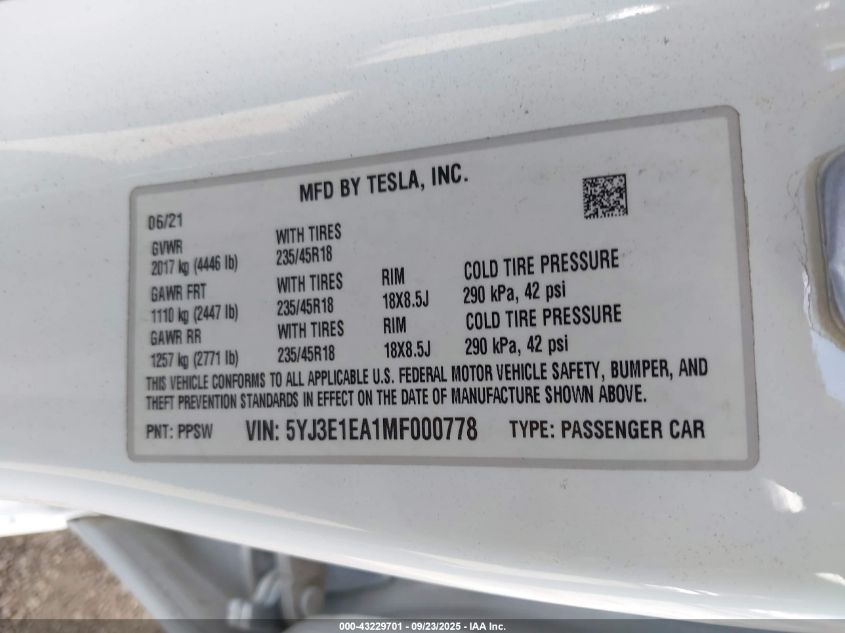 MFD BY TESLA, INC.
06/21
GVWR
2017 kg (4446 lb)
WITH TIRES
235/45R18
GAWR FRT
1110 kg (2447 lb)
WITH TIRES
235/45R18
RIM
18X8.5J
COLD TIRE PRESSURE
290 kPa, 42 psi
GAWR RR
1257 kg (2771 lb)
WITH TIRES
235/45R18
RIM
18X8.5J
COLD TIRE PRESSURE
290 kPa, 42 psi
THIS VEHICLE CONFORMS TO ALL APPLICABLE U.S. FEDERAL MOTOR VEHICLE SAFETY, BUMPER, AND
THEFT PREVENTION STANDARDS IN EFFECT ON THE DATE OF MANUFACTURE SHOWN ABOVE.
PNT: PPSW VIN: 5YJ3E1EA1MF000778 TYPE: PASSENGER CAR
000-43229701 - 09/23/2025 - IAA Inc.